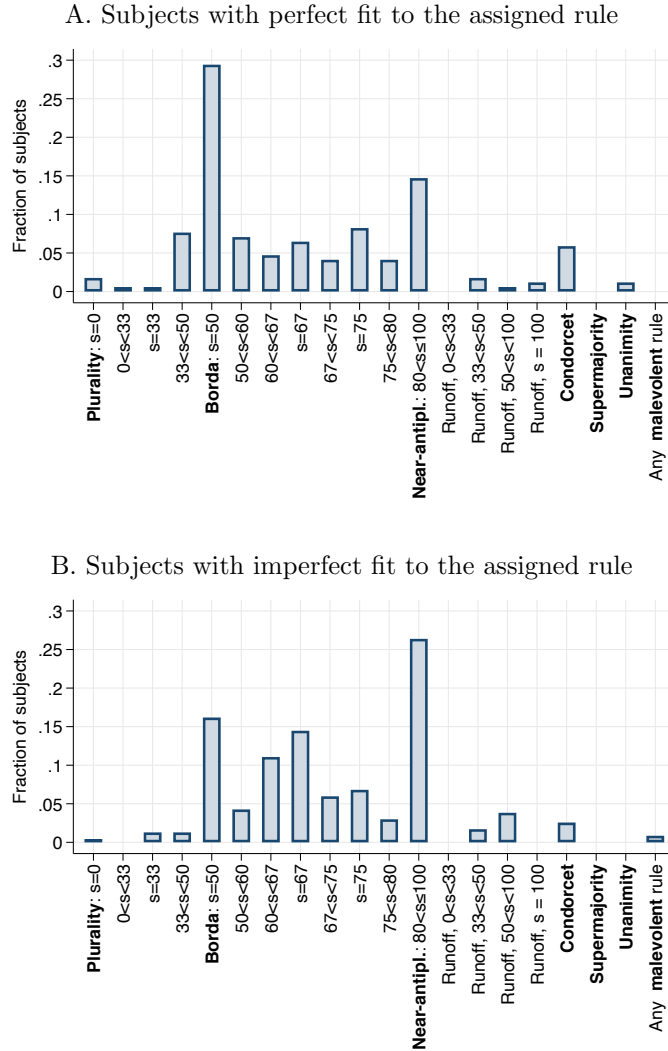 A. Subjects with perfect fit to the assigned rule
Fraction of subjects
.3
.25
.2
.15
.1
.05
0
Plurality: s=0
0<s<33
s=33
33<s<50
Borda: s=50
50<s<60
60<s<67
s=67
67<s<75
s=75
75<s<80
Near-antipl.: 80<s≤100
Runoff, 0<s<33
Runoff, 33<s<50
Runoff, 50<s<100
Runoff, s = 100
Condorcet
Supermajority
Unanimity
Any malevolent rule
B. Subjects with imperfect fit to the assigned rule
Fraction of subjects
.3
.25
.2
.15
.1
.05
0
Plurality: s=0
0<s<33
s=33
33<s<50
Borda: s=50
50<s<60
60<s<67
s=67
67<s<75
s=75
75<s<80
Near-antipl.: 80<s≤100
Runoff, 0<s<33
Runoff, 33<s<50
Runoff, 50<s<100
Runoff, s = 100
Condorcet
Supermajority
Unanimity
Any malevolent rule